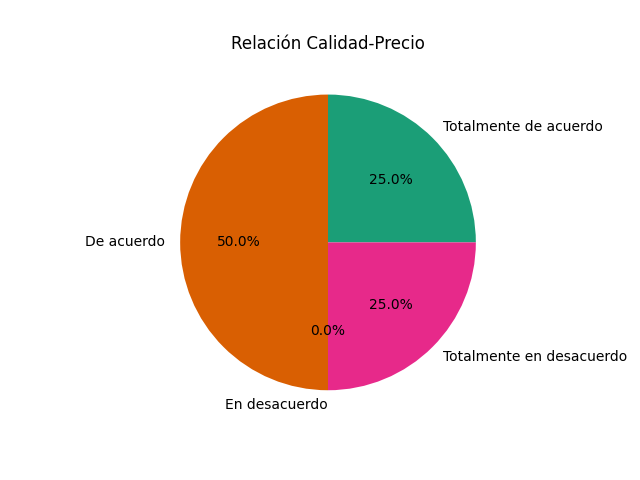 Relación Calidad-Precio
Totalmente de acuerdo
25.0%
De acuerdo
50.0%
25.0%
0.0%
Totalmente en desacuerdo
En desacuerdo